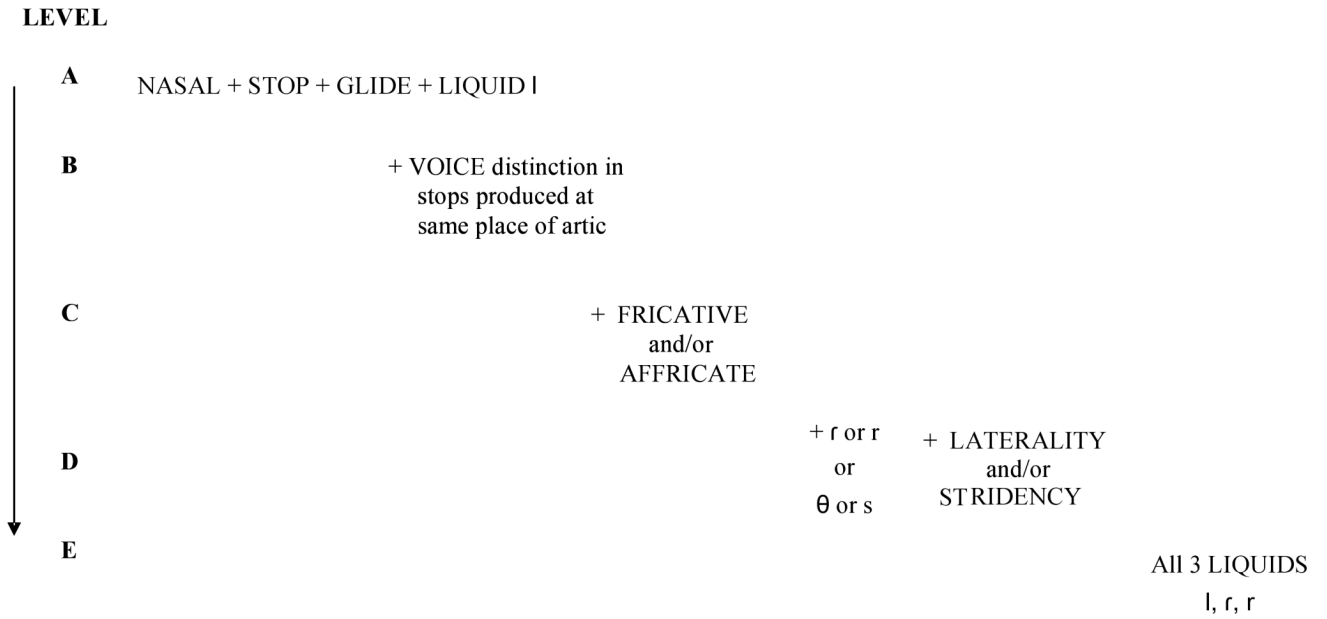 LEVEL
A NASAL + STOP + GLIDE + LIQUID l
B + VOICE distinction in
stops produced at
same place of artic
C + FRICATIVE
and/or
AFFRICATE
D + ɾ or r
or
θ or s
+ LATERALITY
and/or
STRIDENCY
E All 3 LIQUIDS
l, ɾ, r